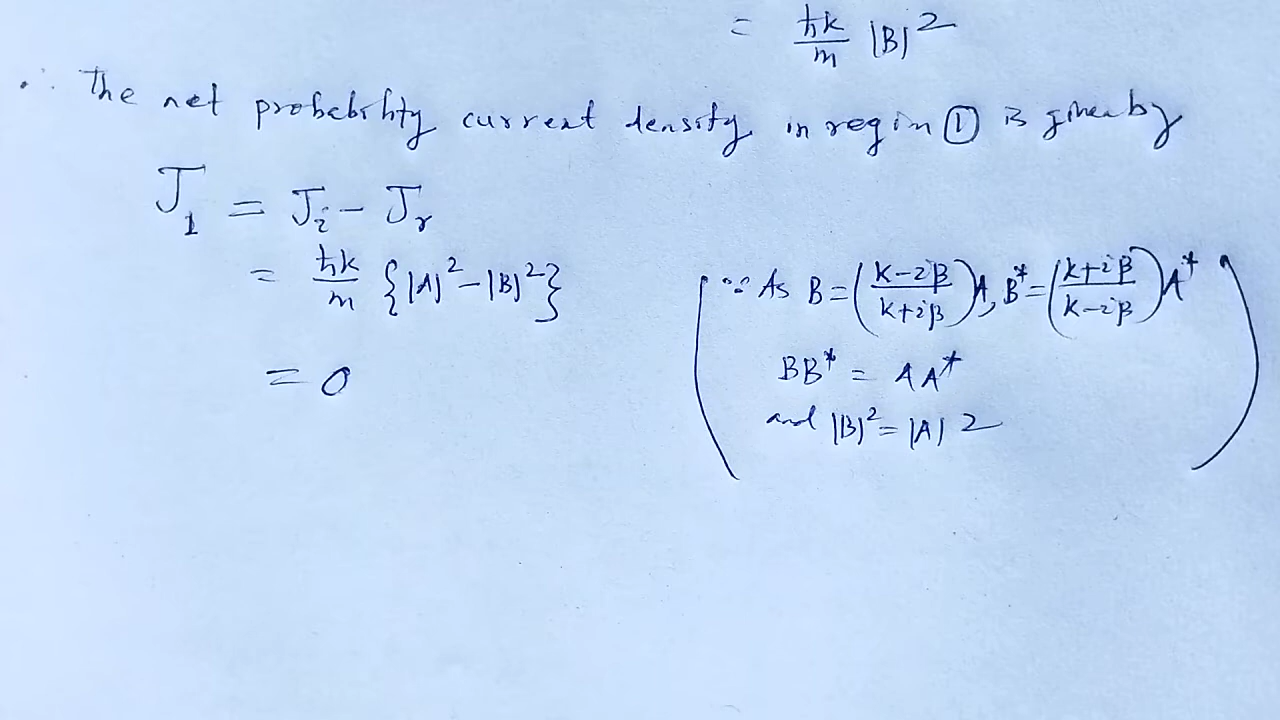 = ħk/m |B|²
∴ The net probability current density in region ① is given by
J₁ = Jᵢ - Jᵣ
= ħk/m {|A|² - |B|²}
(∵ As B = ((k-iβ)/(k+iβ))A, B* = ((k+iβ)/(k-iβ))A*
= 0
BB* = AA*
and |B|² = |A|²)